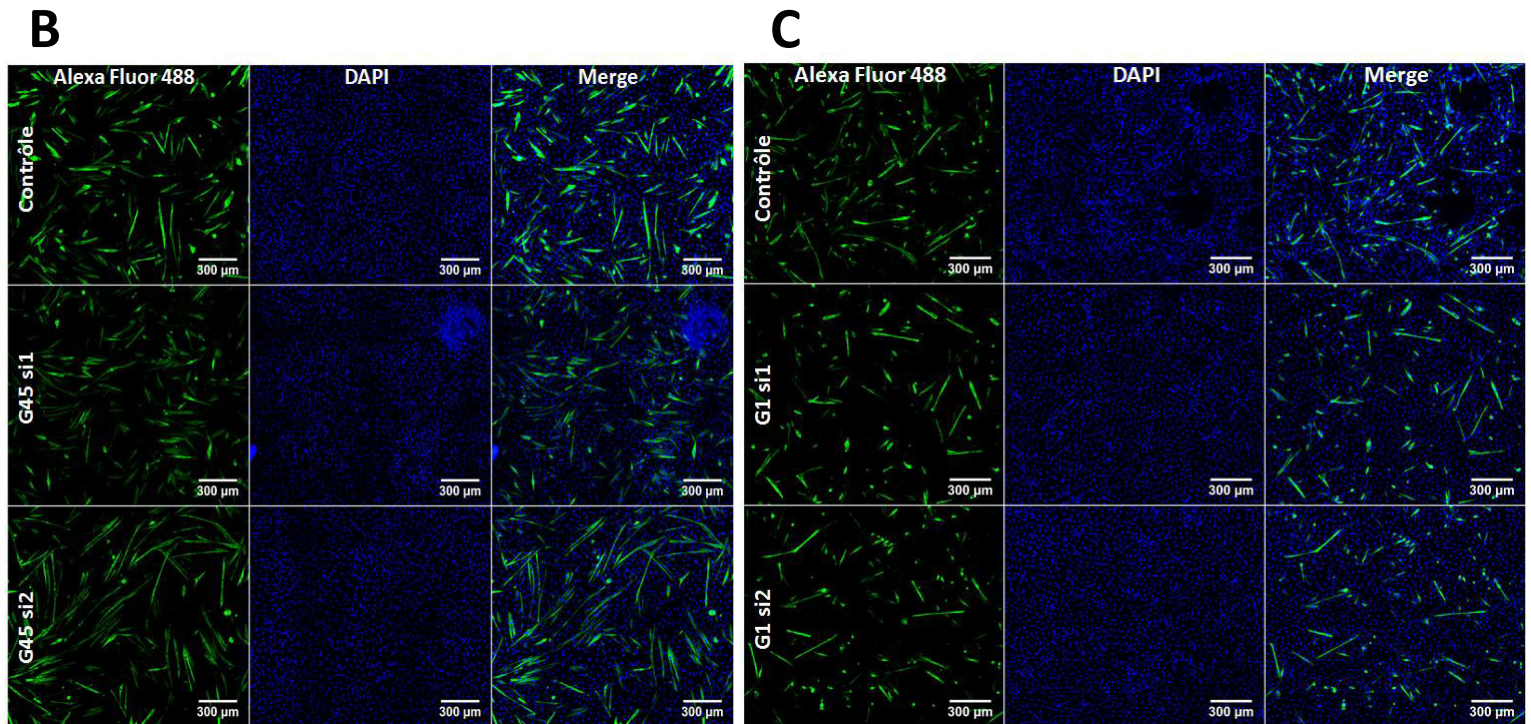 B
C
Alexa Fluor 488 DAPI Merge
Contrôle
300 µm 300 µm 300 µm
G45 si1
300 µm 300 µm 300 µm
G45 si2
300 µm 300 µm 300 µm
Alexa Fluor 488 DAPI Merge
Contrôle
300 µm 300 µm 300 µm
G1 si1
300 µm 300 µm 300 µm
G1 si2
300 µm 300 µm 300 µm